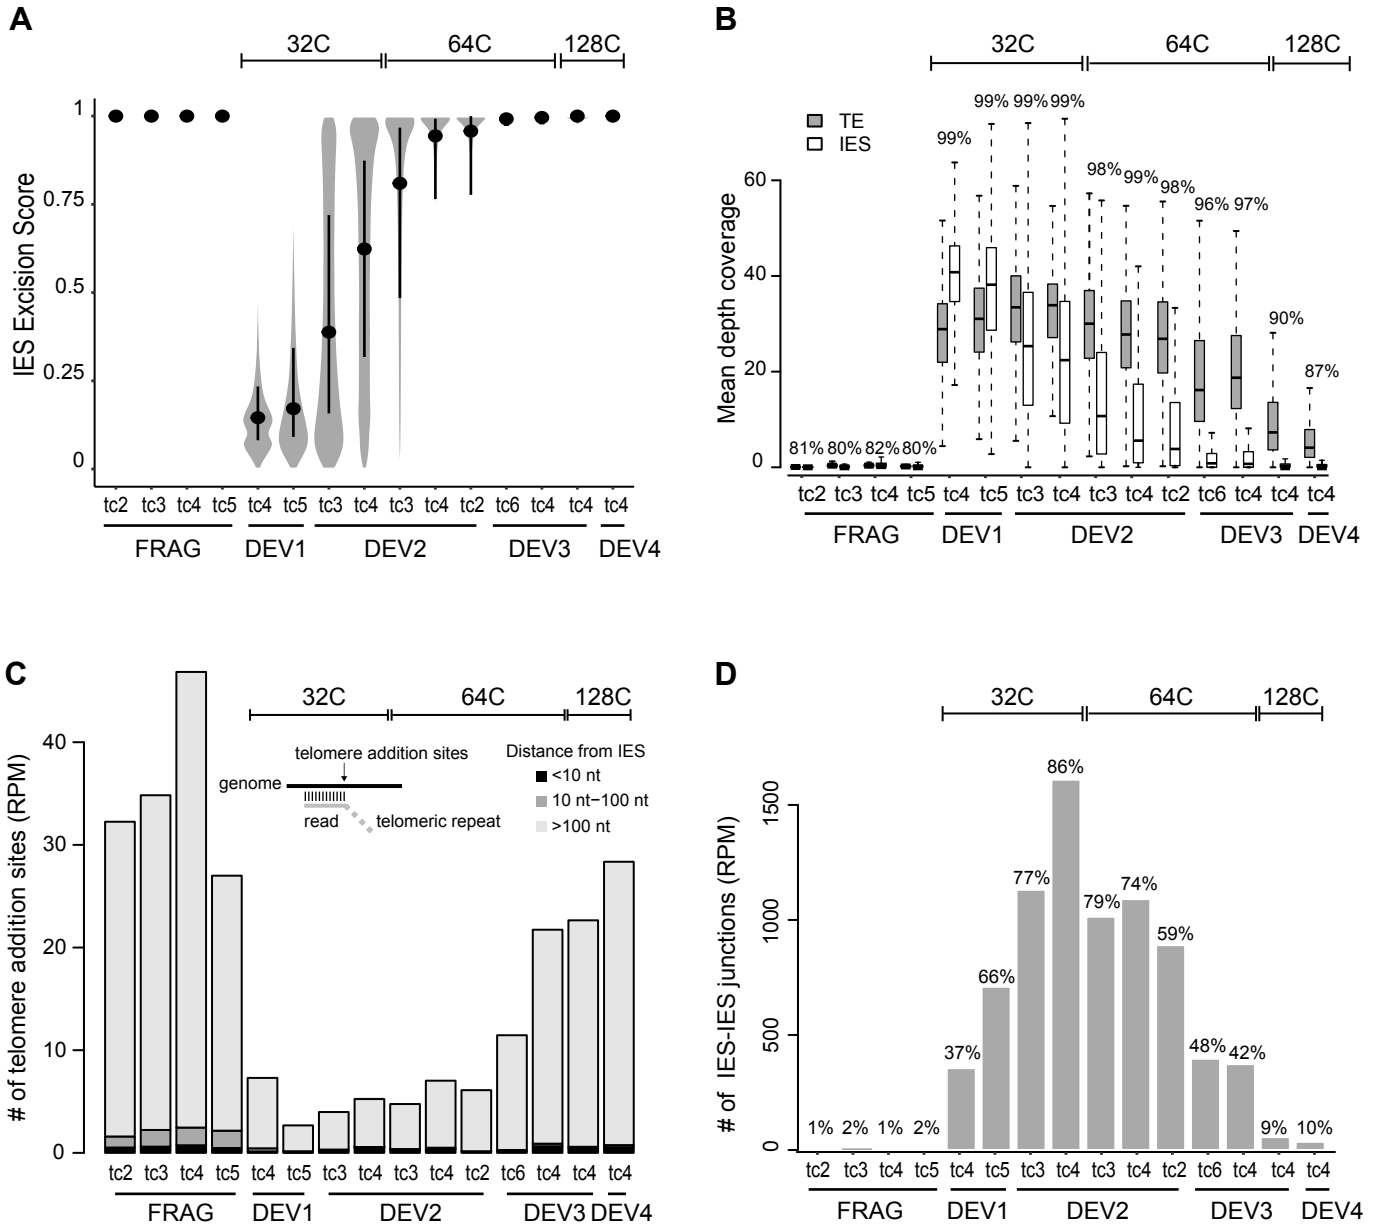 A
32C 64C 128C
1
0.75
0.5
0.25
0
IES Excision Score
tc2 tc3 tc4 tc5 tc4 tc5 tc3 tc4 tc3 tc4 tc2 tc6 tc4 tc4 tc4
FRAG DEV1 DEV2 DEV3 DEV4
B
32C 64C 128C
TE
IES
60
40
20
0
Mean depth coverage
81% 80% 82% 80% 99% 99% 99% 99% 98% 99% 98% 96% 97% 90% 87%
tc2 tc3 tc4 tc5 tc4 tc5 tc3 tc4 tc3 tc4 tc2 tc6 tc4 tc4 tc4
FRAG DEV1 DEV2 DEV3 DEV4
C
32C 64C 128C
40
30
20
10
0
# of telomere addition sites (RPM)
telomere addition sites
genome
read telomeric repeat
Distance from IES
<10 nt
10 nt−100 nt
>100 nt
tc2 tc3 tc4 tc5 tc4 tc5 tc3 tc4 tc3 tc4 tc2 tc6 tc4 tc4 tc4
FRAG DEV1 DEV2 DEV3 DEV4
D
32C 64C 128C
1500
1000
500
0
# of IES-IES junctions (RPM)
1% 2% 1% 2% 37% 66% 77% 86% 79% 74% 59% 48% 42% 9% 10%
tc2 tc3 tc4 tc5 tc4 tc5 tc3 tc4 tc3 tc4 tc2 tc6 tc4 tc4 tc4
FRAG DEV1 DEV2 DEV3 DEV4